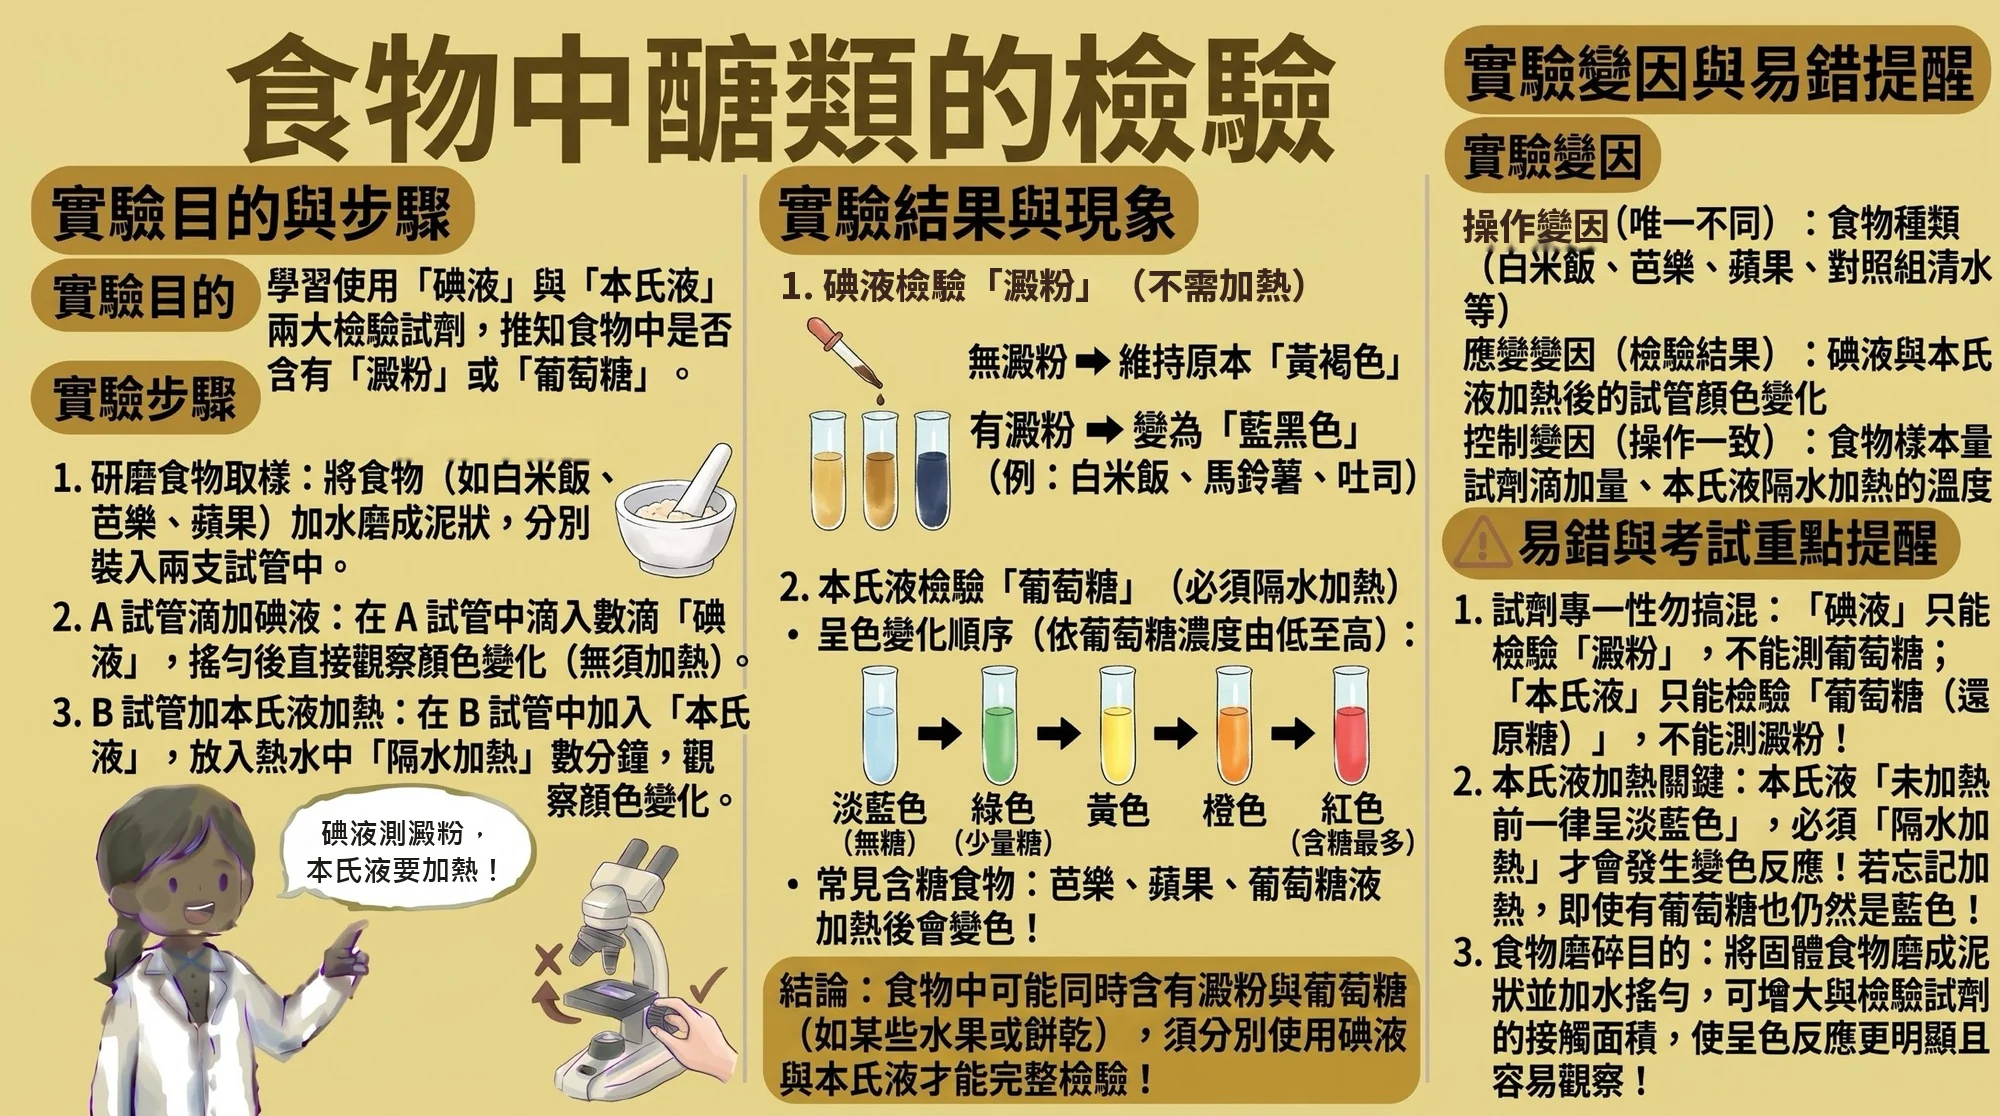 食物中醣類的檢驗
實驗目的與步驟
實驗目的
學習使用「碘液」與「本氏液」
兩大檢驗試劑，推知食物中是否
含有「澱粉」或「葡萄糖」。
實驗步驟
1. 研磨食物取樣：將食物（如白米飯、
芭樂、蘋果）加水磨成泥狀，分別
裝入兩支試管中。
2. A 試管滴加碘液：在 A 試管中滴入數滴「碘
液」，搖勻後直接觀察顏色變化（無須加熱）。
3. B 試管加本氏液加熱：在 B 試管中加入「本氏
液」，放入熱水中「隔水加熱」數分鐘，觀
察顏色變化。
碘液測澱粉，
本氏液要加熱！
實驗結果與現象
1. 碘液檢驗「澱粉」（不需加熱）
無澱粉➡維持原本「黃褐色」
有澱粉➡變為「藍黑色」
（例：白米飯、馬鈴薯、吐司）
2. 本氏液檢驗「葡萄糖」（必須隔水加熱）
• 呈色變化順序（依葡萄糖濃度由低至高）：
淡藍色 綠色 黃色 橙色 紅色
（無糖） （少量糖） （含糖最多）
• 常見含糖食物：芭樂、蘋果、葡萄糖液
加熱後會變色！
結論：食物中可能同時含有澱粉與葡萄糖
（如某些水果或餅乾），須分別使用碘液
與本氏液才能完整檢驗！
實驗變因與易錯提醒
實驗變因
操作變因（唯一不同）：食物種類
（白米飯、芭樂、蘋果、對照組清水
等）
應變變因（檢驗結果）：碘液與本氏
液加熱後的試管顏色變化
控制變因（操作一致）：食物樣本量
試劑滴加量、本氏液隔水加熱的溫度
易錯與考試重點提醒
1. 試劑專一性勿搞混：「碘液」只能
檢驗「澱粉」，不能測葡萄糖；
「本氏液」只能檢驗「葡萄糖（還
原糖）」，不能測澱粉！
2. 本氏液加熱關鍵：本氏液「未加熱
前一律呈淡藍色」，必須「隔水加
熱」才會發生變色反應！若忘記加
熱，即使有葡萄糖也仍然是藍色！
3. 食物磨碎目的：將固體食物磨成泥
狀並加水搖勻，可增大與檢驗試劑
的接觸面積，使呈色反應更明顯且
容易觀察！